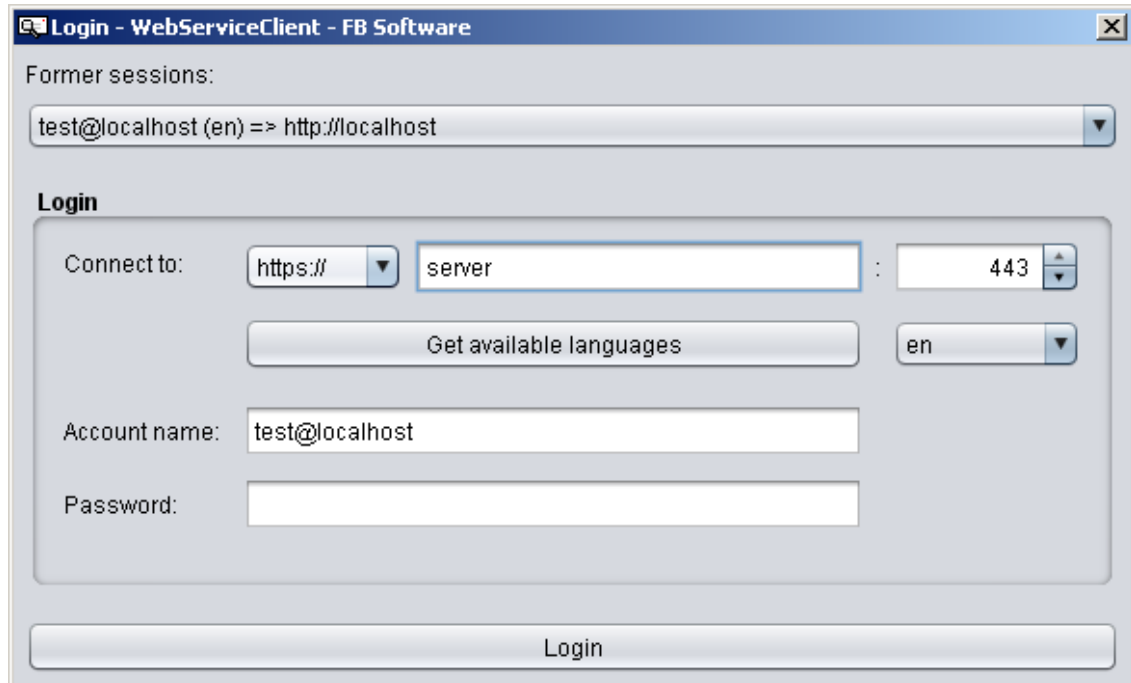 Login - WebServiceClient - FB Software
Former sessions:
test@localhost (en) => http://localhost
Login
Connect to: https:// server : 443
Get available languages en
Account name: test@localhost
Password:
Login